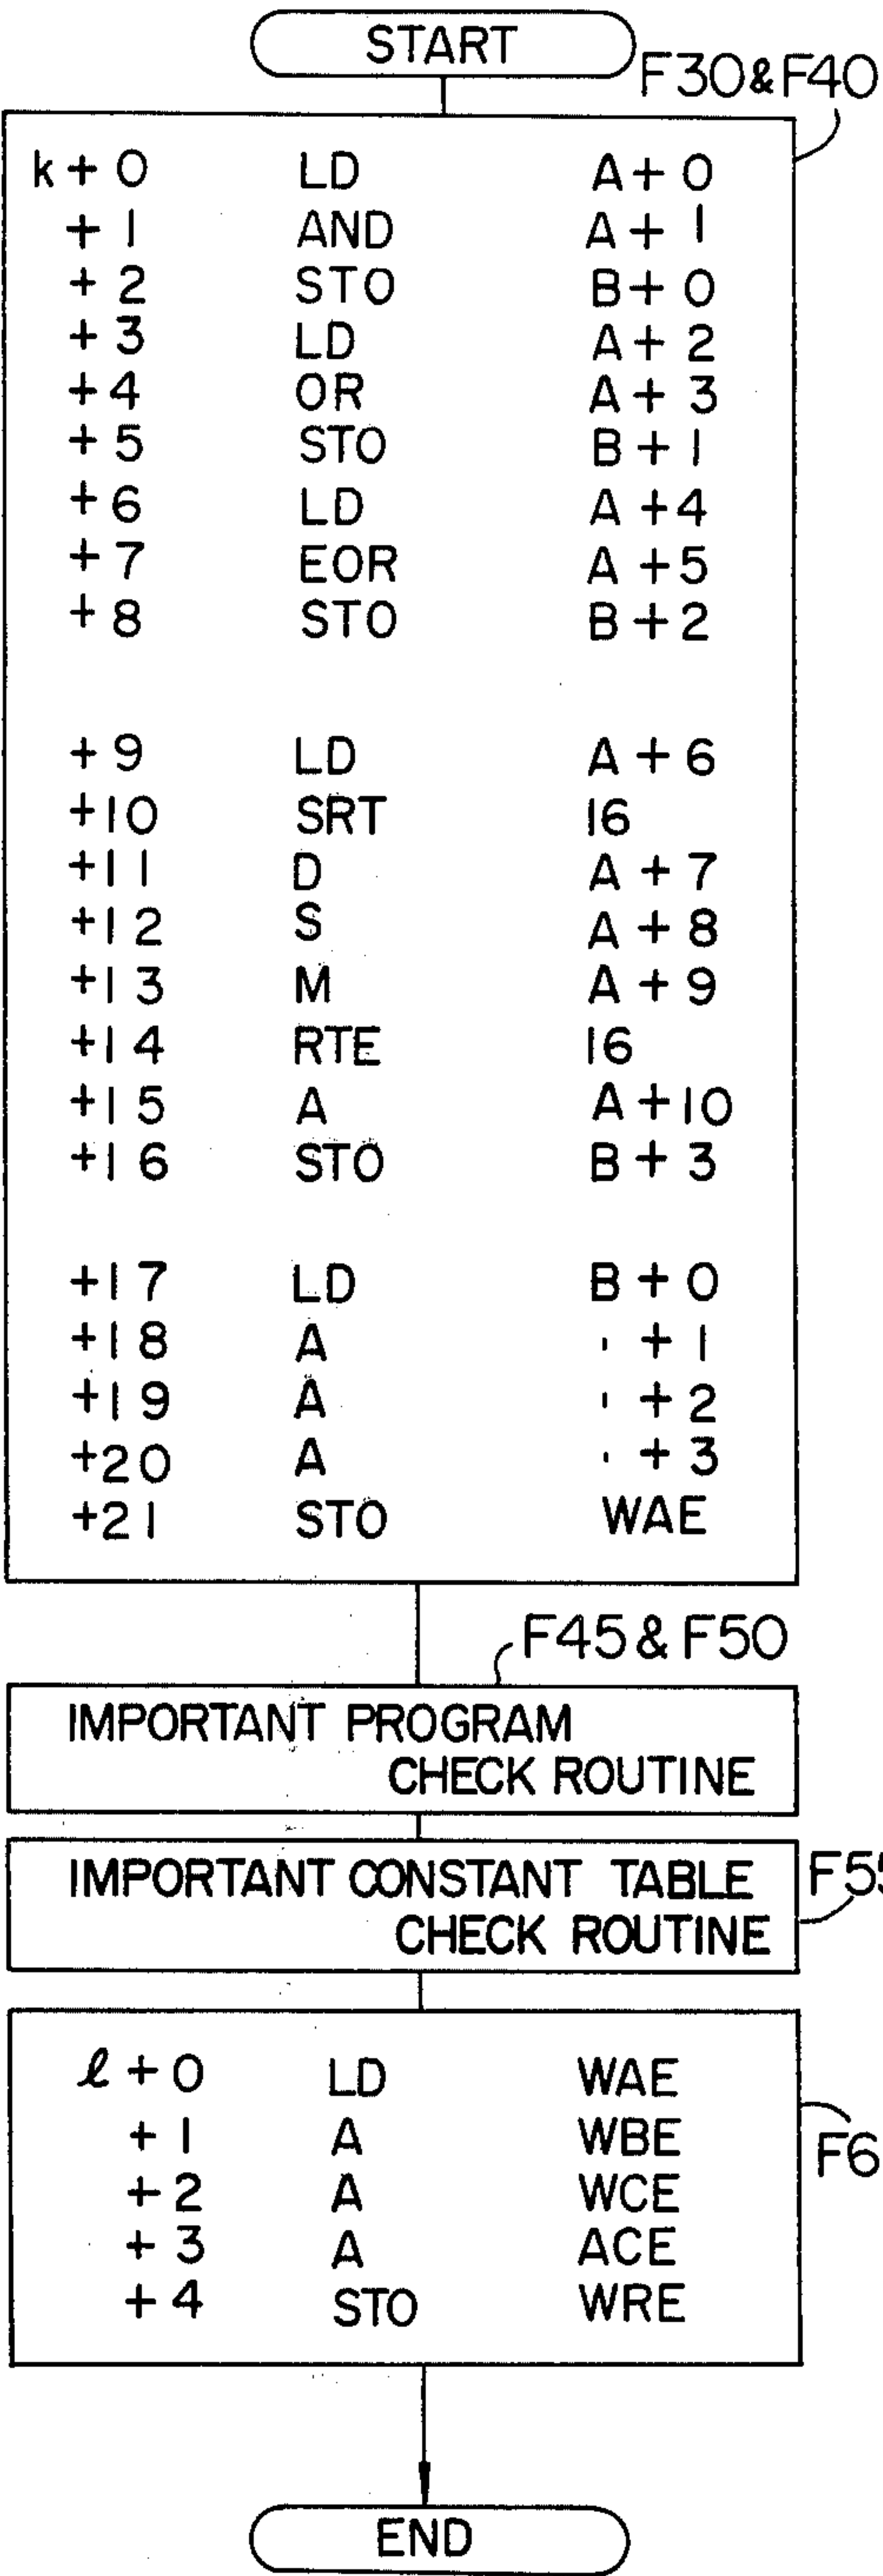 START
F30&F40
k+0 LD A+0
+1 AND A+1
+2 STO B+0
+3 LD A+2
+4 OR A+3
+5 STO B+1
+6 LD A+4
+7 EOR A+5
+8 STO B+2
+9 LD A+6
+10 SRT 16
+11 D A+7
+12 S A+8
+13 M A+9
+14 RTE 16
+15 A A+10
+16 STO B+3
+17 LD B+0
+18 A · +1
+19 A · +2
+20 A · +3
+21 STO WAE
F45 & F50
IMPORTANT PROGRAM
CHECK ROUTINE
IMPORTANT CONSTANT TABLE
CHECK ROUTINE
F55
ℓ+0 LD WAE
+1 A WBE
+2 A WCE
+3 A ACE
+4 STO WRE
F6
END